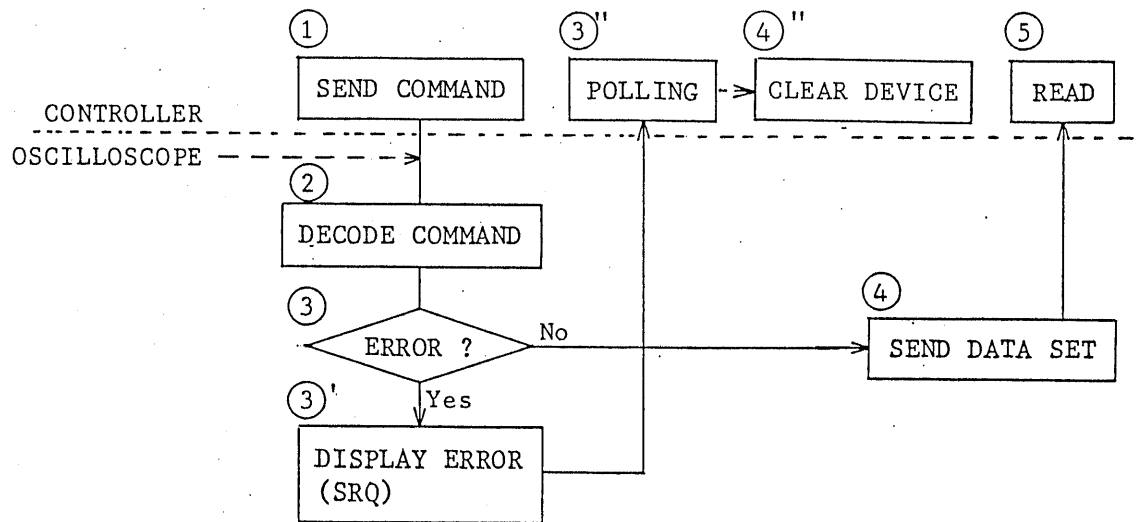 ① ③" ④" ⑤
SEND COMMAND
POLLING
CLEAR DEVICE
READ
CONTROLLER
OSCILLOSCOPE
②
DECODE COMMAND
③
ERROR ?
No
④
SEND DATA SET
③'
Yes
DISPLAY ERROR
(SRQ)